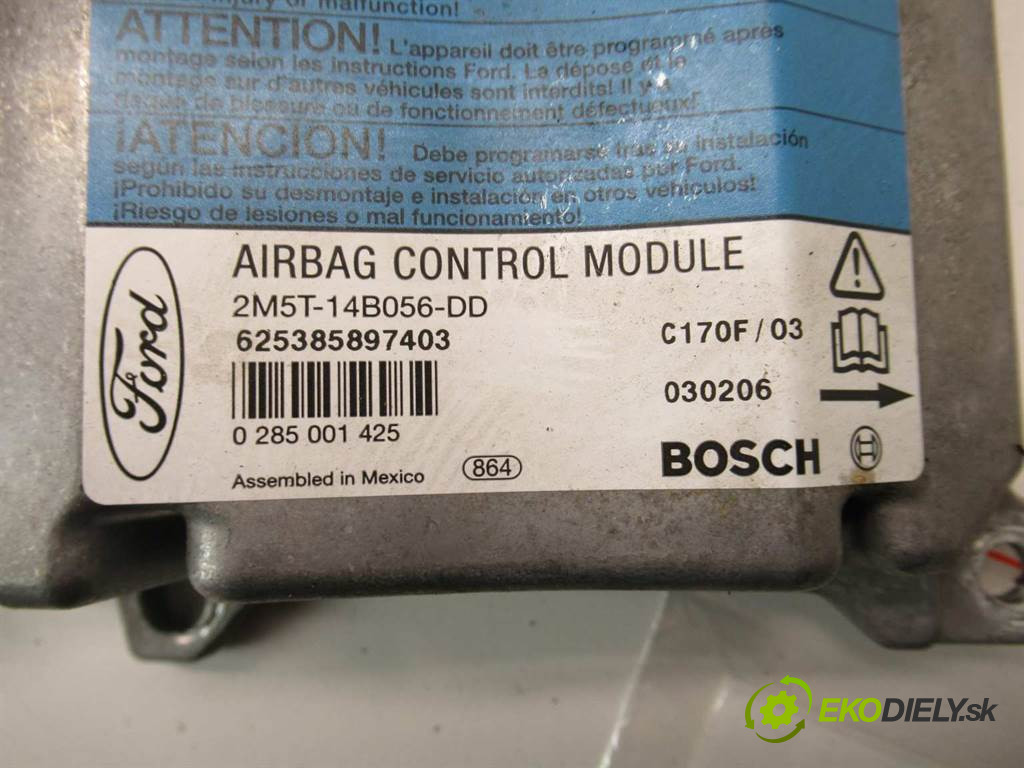 injury or malfunction!
ATTENTION! L'appareil doit être programmé après
montage selon les instructions Ford. La dépose et le
montage sur d'autres véhicules sont interdits! Il y a
risque de blessure ou de fonctionnement défectueux!
¡ATENCION! Debe programarse tras su instalación
según las instrucciones de servicio autorizadas por Ford.
¡Prohibido su desmontaje e instalación en otros vehículos!
¡Riesgo de lesiones o mal funcionamiento!
Ford
AIRBAG CONTROL MODULE
2M5T-14B056-DD
625385897403
C170F/03
030206
0 285 001 425
Assembled in Mexico
864
BOSCH
EKODIELY.sk